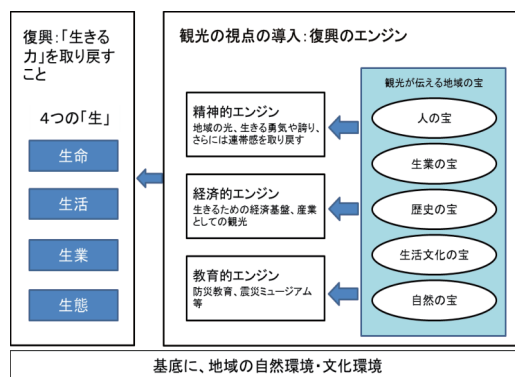 復興:「生きる
力」を取り戻す
こと
4つの「生」
生命
生活
生業
生態
観光の視点の導入:復興のエンジン
精神的エンジン
地域の光、生きる勇気や誇り、
さらには連帯感を取り戻す
経済的エンジン
生きるための経済基盤、産業
としての観光
教育的エンジン
防災教育、震災ミュージアム
等
観光が伝える地域の宝
人の宝
生業の宝
歴史の宝
生活文化の宝
自然の宝
基底に、地域の自然環境・文化環境